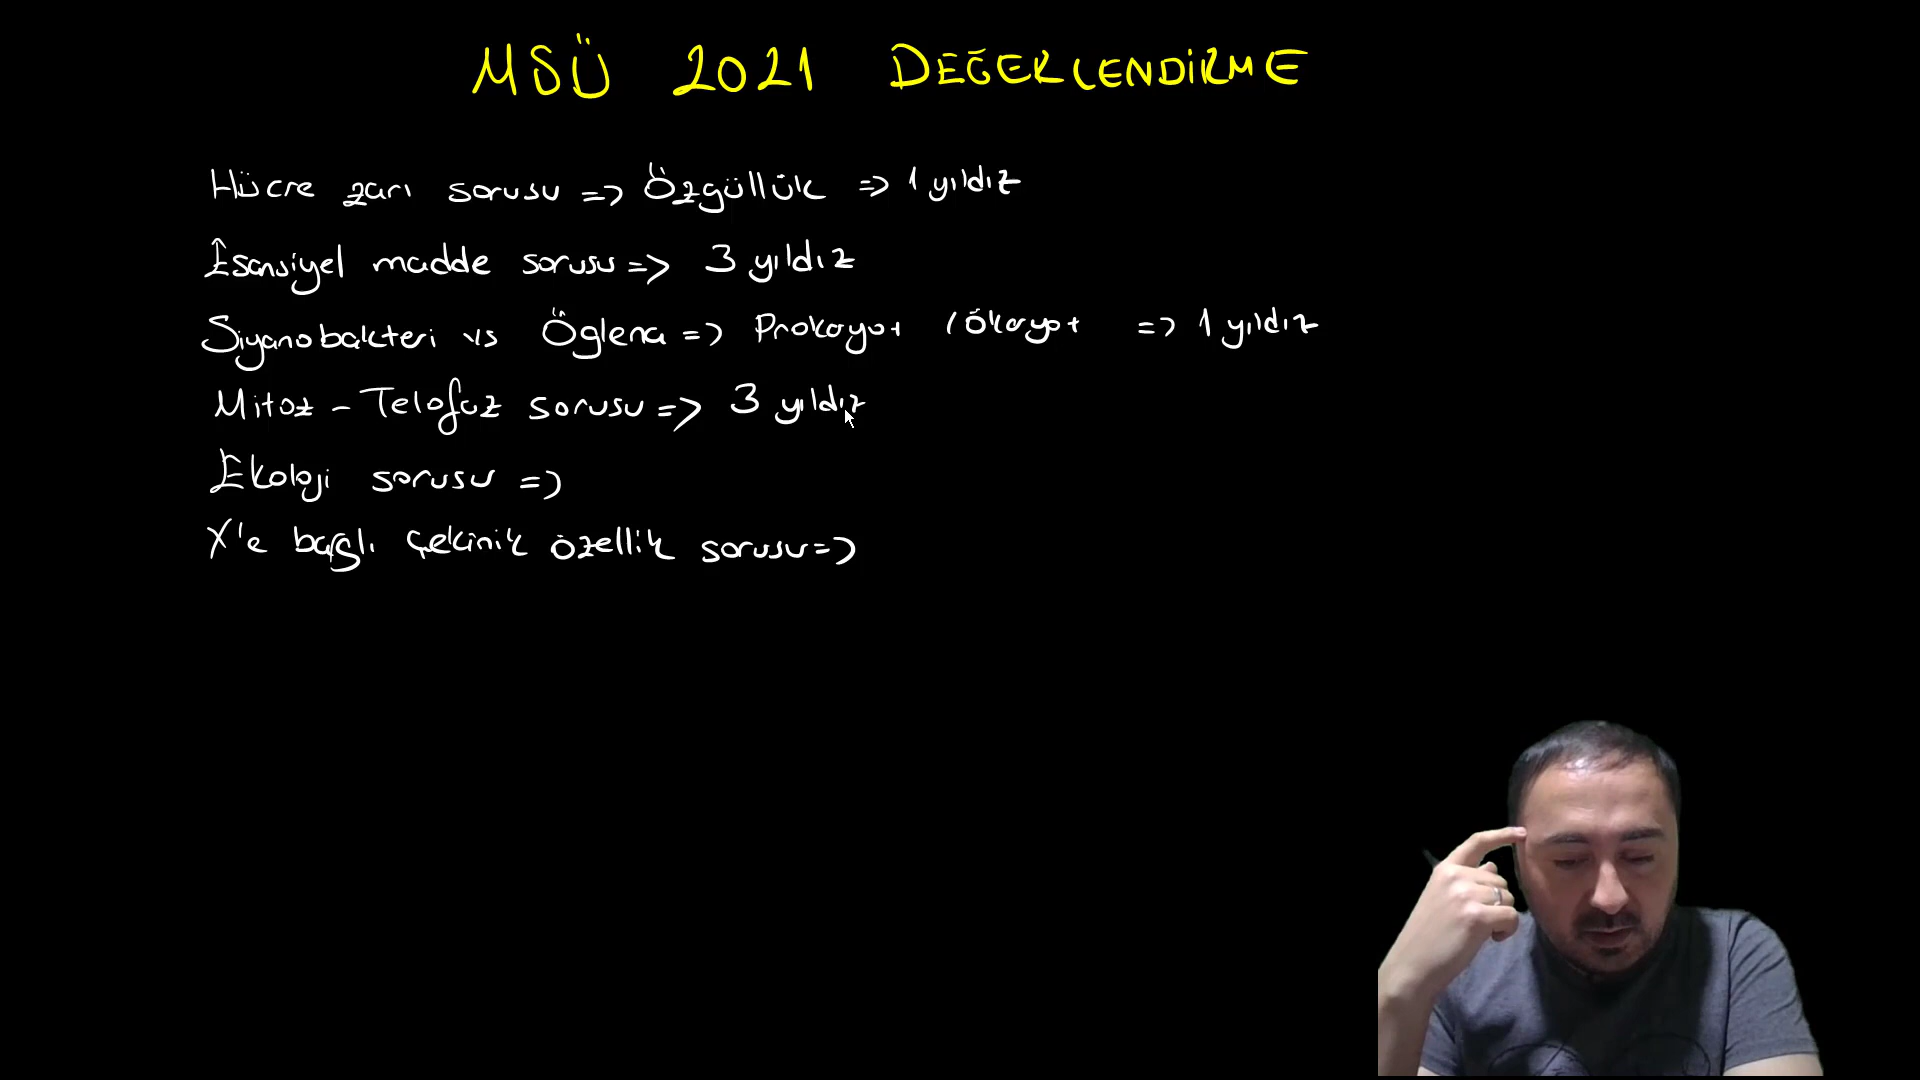 MSÜ 2021 DEĞERLENDİRME
Hücre zarı sorusu => Özgüllük => 1 yıldız
Esansiyel madde sorusu => 3 yıldız
Siyanobakteri vs Öglena => Prokaryot / Ökaryot => 1 yıldız
Mitoz - Telofaz sorusu => 3 yıldız
Ekoloji sorusu =>
X'e bağlı çekinik özellik sorusu =>